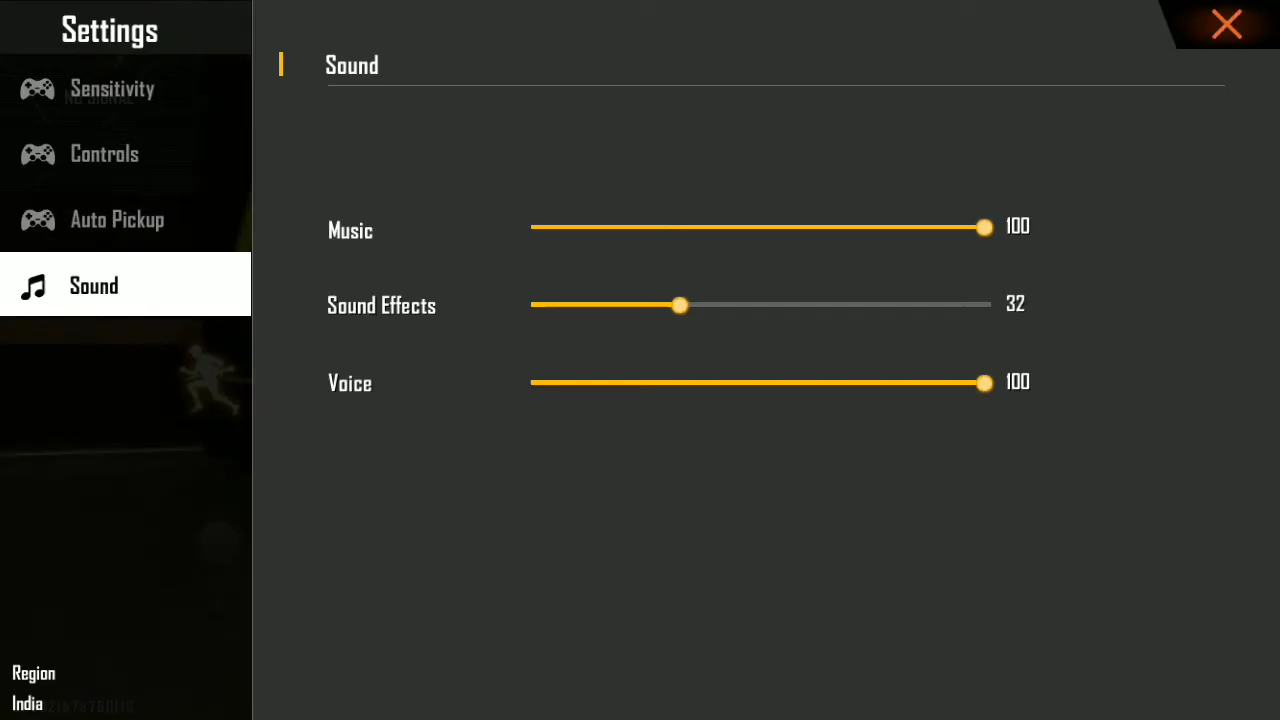 Settings
Sensitivity
Controls
Auto Pickup
Sound
Sound
Music 100
Sound Effects 32
Voice 100
Region
India